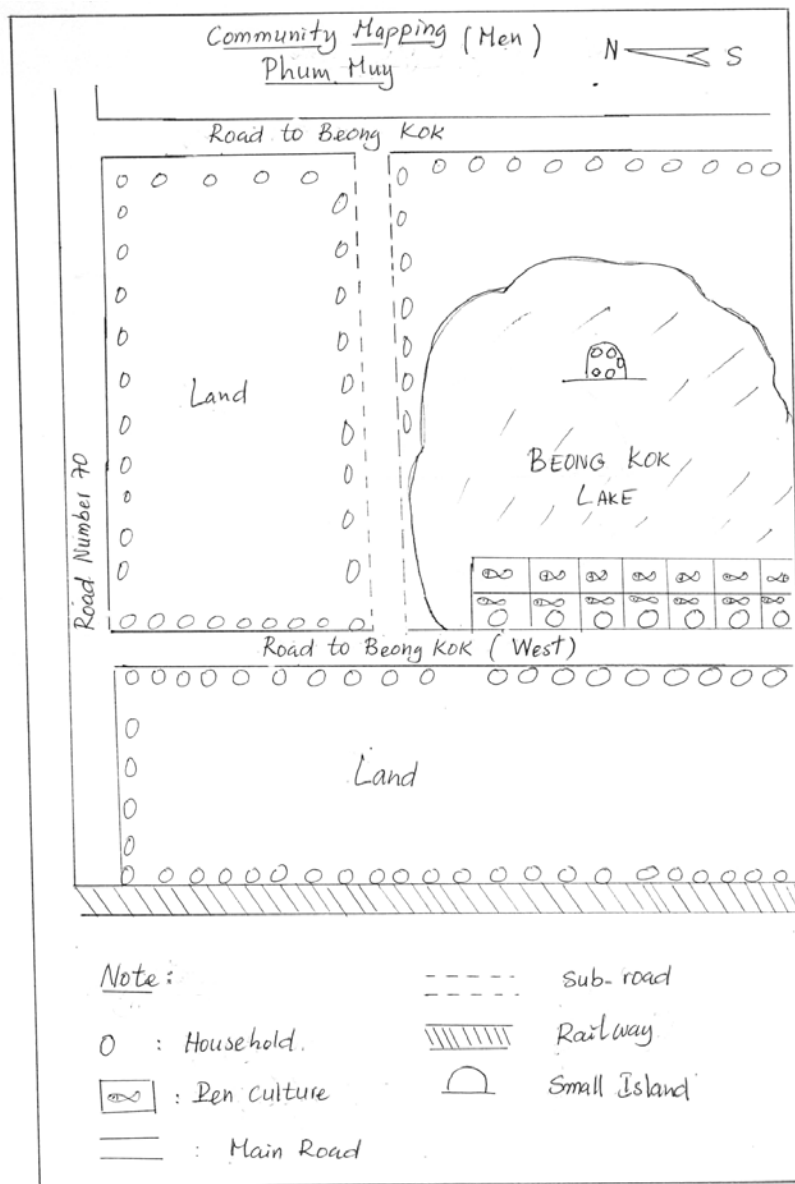 Community Mapping (Men)
Phum Muy
N S
Road to Beong Kok
Land
Road Number 70
BEONG KOK
LAKE
Road to Beong Kok (West)
Land
Note:
O : Household.
: Pen Culture
: Main Road
Sub-road
Railway
Small Island